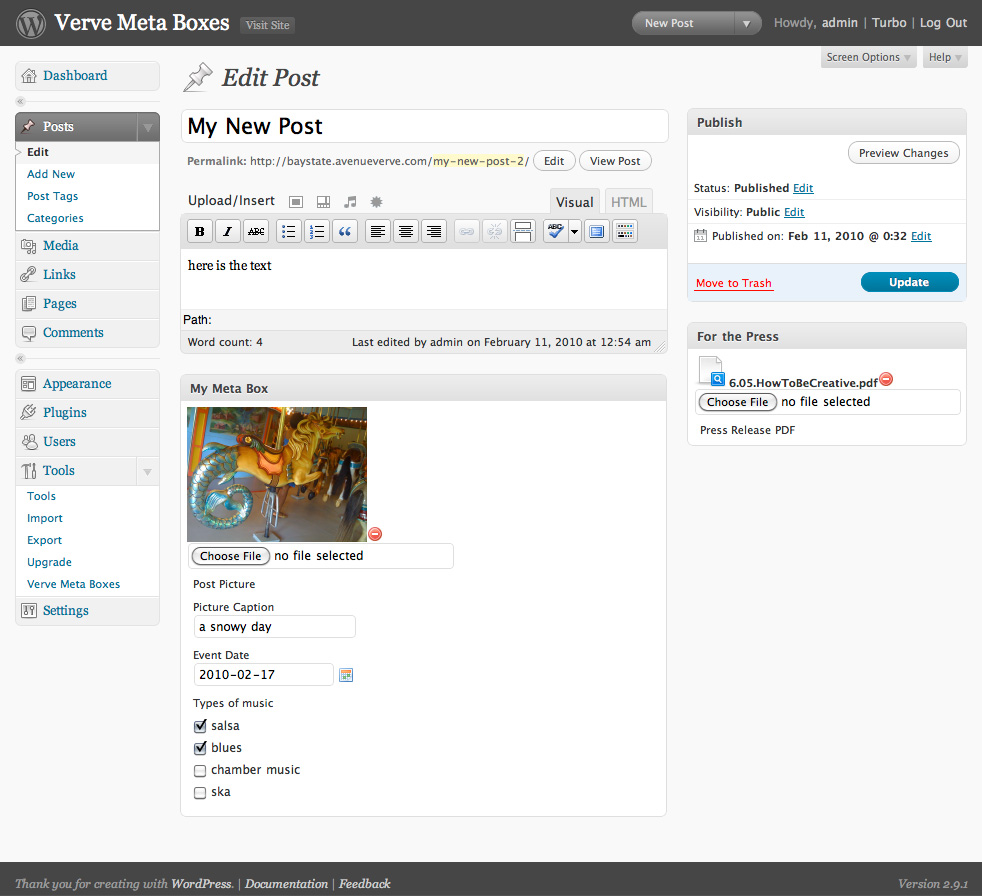 Verve Meta Boxes Visit Site
New Post
Howdy, admin | Turbo | Log Out
Screen Options
Help
Dashboard
Posts
Edit
Add New
Post Tags
Categories
Media
Links
Pages
Comments
Appearance
Plugins
Users
Tools
Tools
Import
Export
Upgrade
Verve Meta Boxes
Settings
Edit Post
My New Post
Permalink: http://baystate.avenueverve.com/my-new-post-2/ Edit View Post
Upload/Insert
Visual HTML
B I ABC ABC
here is the text
Path:
Word count: 4 Last edited by admin on February 11, 2010 at 12:54 am
My Meta Box
Choose File no file selected
Post Picture
Picture Caption
a snowy day
Event Date
2010-02-17
Types of music
salsa
blues
chamber music
ska
Publish
Preview Changes
Status: Published Edit
Visibility: Public Edit
Published on: Feb 11, 2010 @ 0:32 Edit
Move to Trash Update
For the Press
6.05.HowToBeCreative.pdf
Choose File no file selected
Press Release PDF
Thank you for creating with WordPress. | Documentation | Feedback
Version 2.9.1